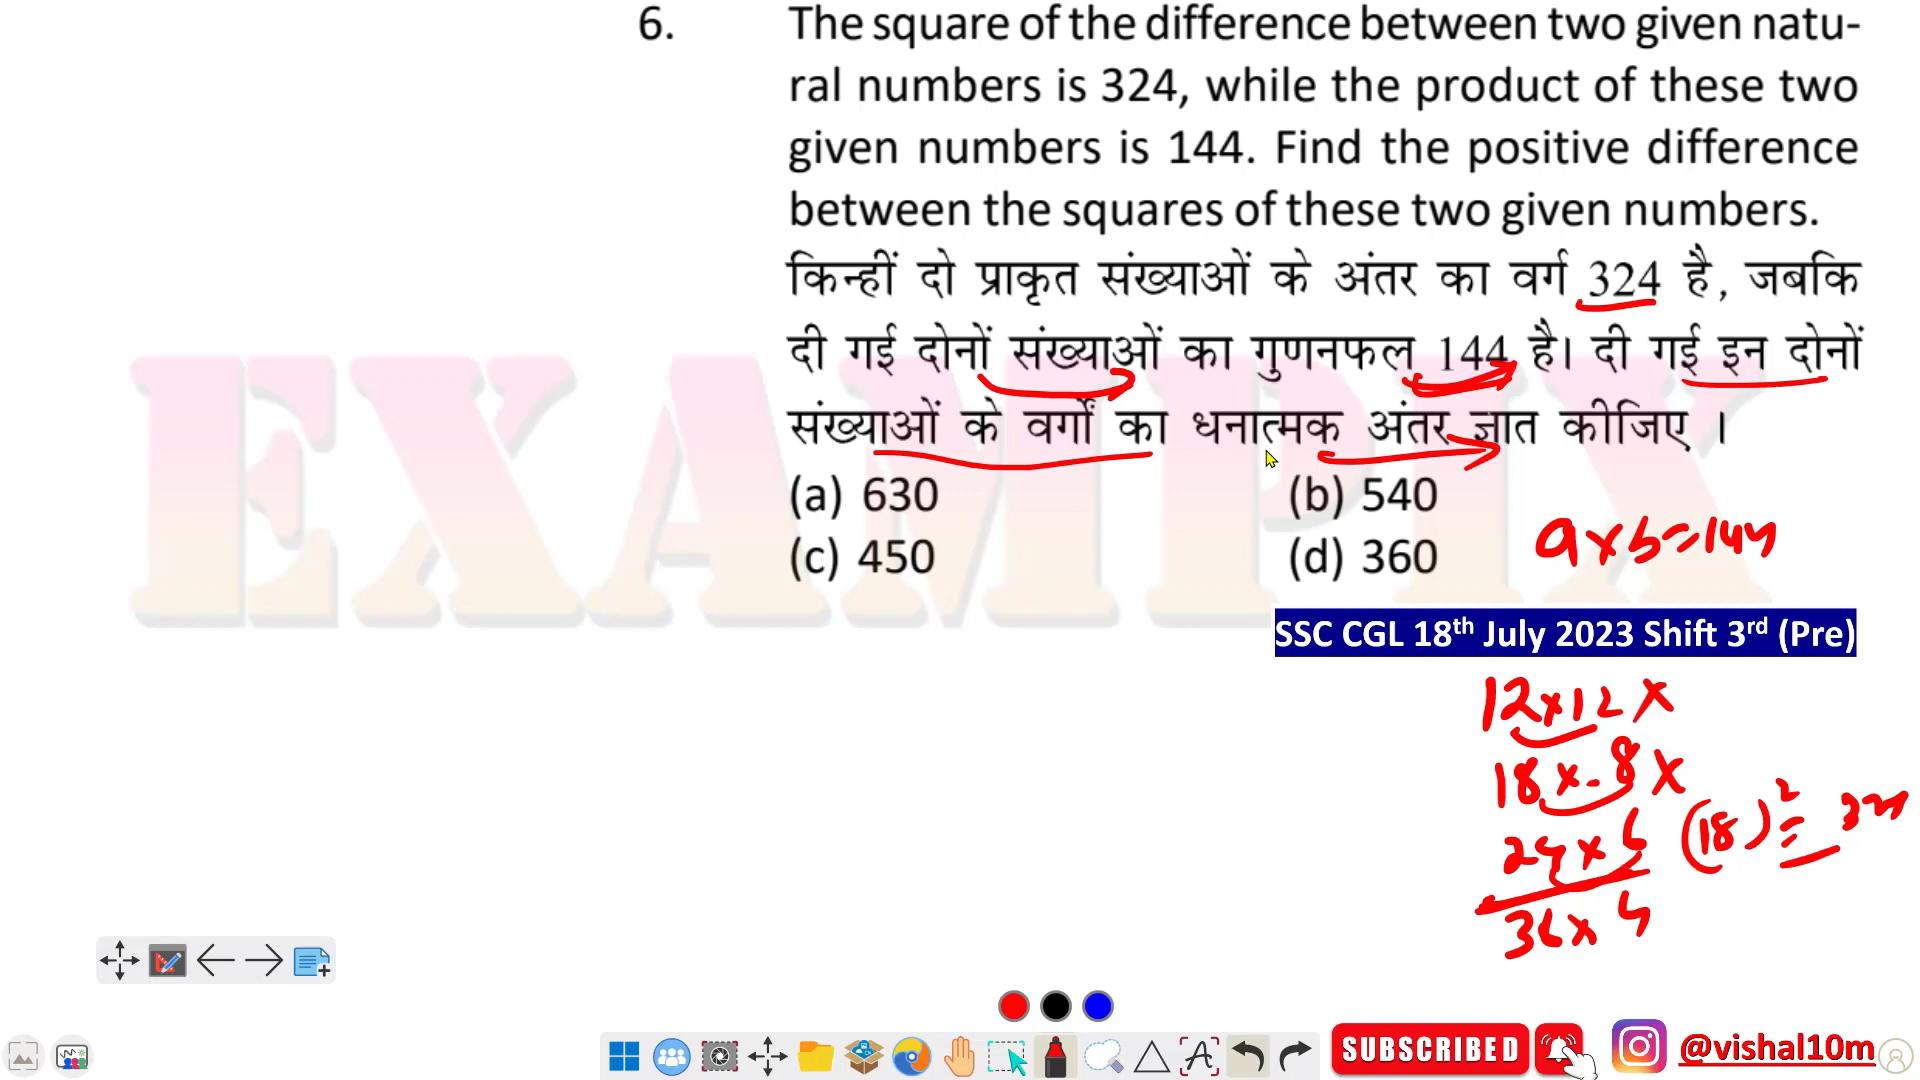 6. The square of the difference between two given natu-
ral numbers is 324, while the product of these two
given numbers is 144. Find the positive difference
between the squares of these two given numbers.
किन्हीं दो प्राकृत संख्याओं के अंतर का वर्ग 324 है, जबकि
दी गई दोनों संख्याओं का गुणनफल 144 है। दी गई इन दोनों
संख्याओं के वर्गों का धनात्मक अंतर ज्ञात कीजिए ।
(a) 630 (b) 540
(c) 450 (d) 360
a×b=144
SSC CGL 18th July 2023 Shift 3rd (Pre)
EXAMPIX
12×12 ×
18×8 ×
24×6 (18)²= 324
36×4
SUBSCRIBED
@vishal10m